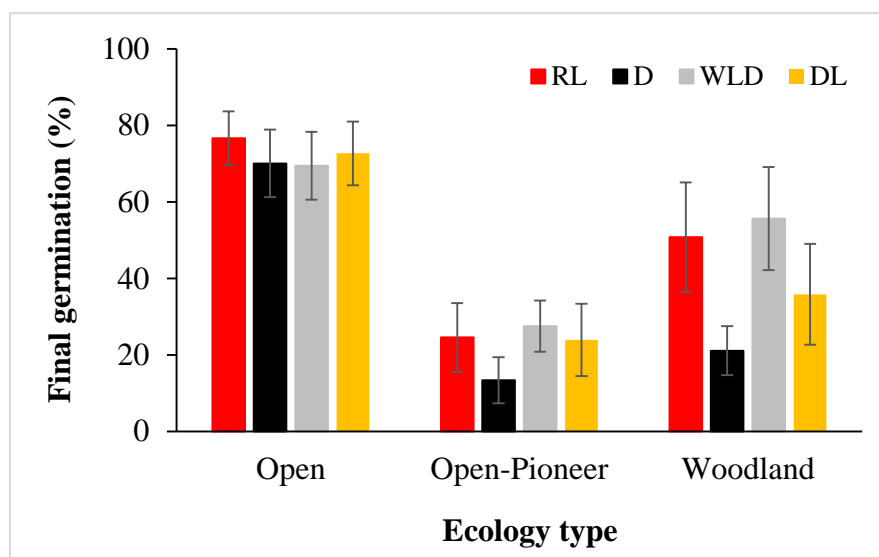 100
RL D WLD DL
80
60
40
20
0
Final germination (%)
Open Open-Pioneer Woodland
Ecology type